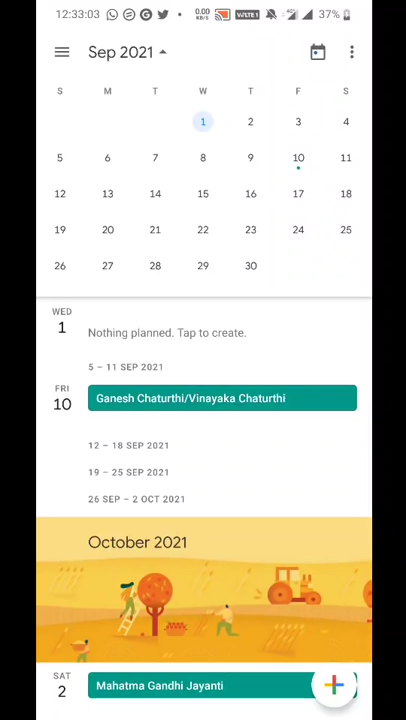 12:33:03 0.00 KB/S VoLTE 1 4G 37%
Sep 2021
S M T W T F S
1 2 3 4
5 6 7 8 9 10 11
12 13 14 15 16 17 18
19 20 21 22 23 24 25
26 27 28 29 30
WED
1
Nothing planned. Tap to create.
5 – 11 SEP 2021
FRI
10
Ganesh Chaturthi/Vinayaka Chaturthi
12 – 18 SEP 2021
19 – 25 SEP 2021
26 SEP – 2 OCT 2021
October 2021
SAT
2
Mahatma Gandhi Jayanti